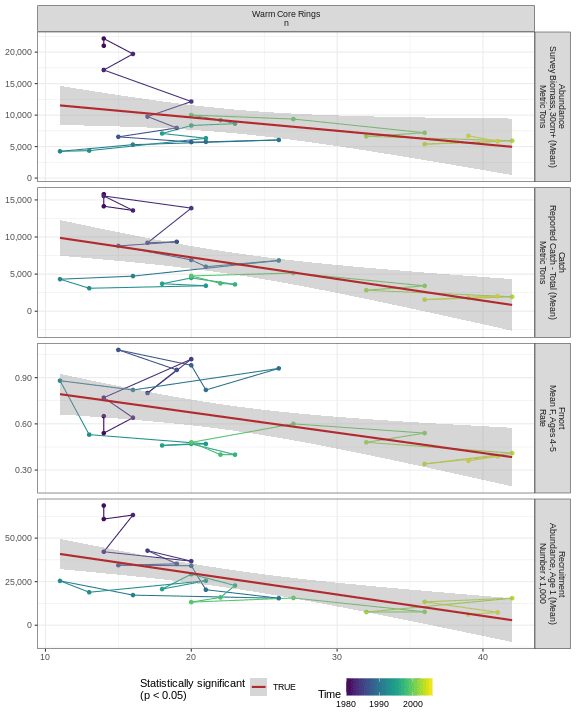 Warm Core Rings
n
20,000
15,000
10,000
5,000
0
Abundance
Survey Biomass, 30cm+ (Mean)
Metric Tons
15,000
10,000
5,000
0
Catch
Reported Catch - Total (Mean)
Metric Tons
0.90
0.60
0.30
Fmort
Mean F, Ages 4-5
Rate
50,000
25,000
0
Recruitment
Abundance, Age 1 (Mean)
Number x 1,000
10 20 30 40
Statistically significant
(p < 0.05)
TRUE
Time
1980 1990 2000